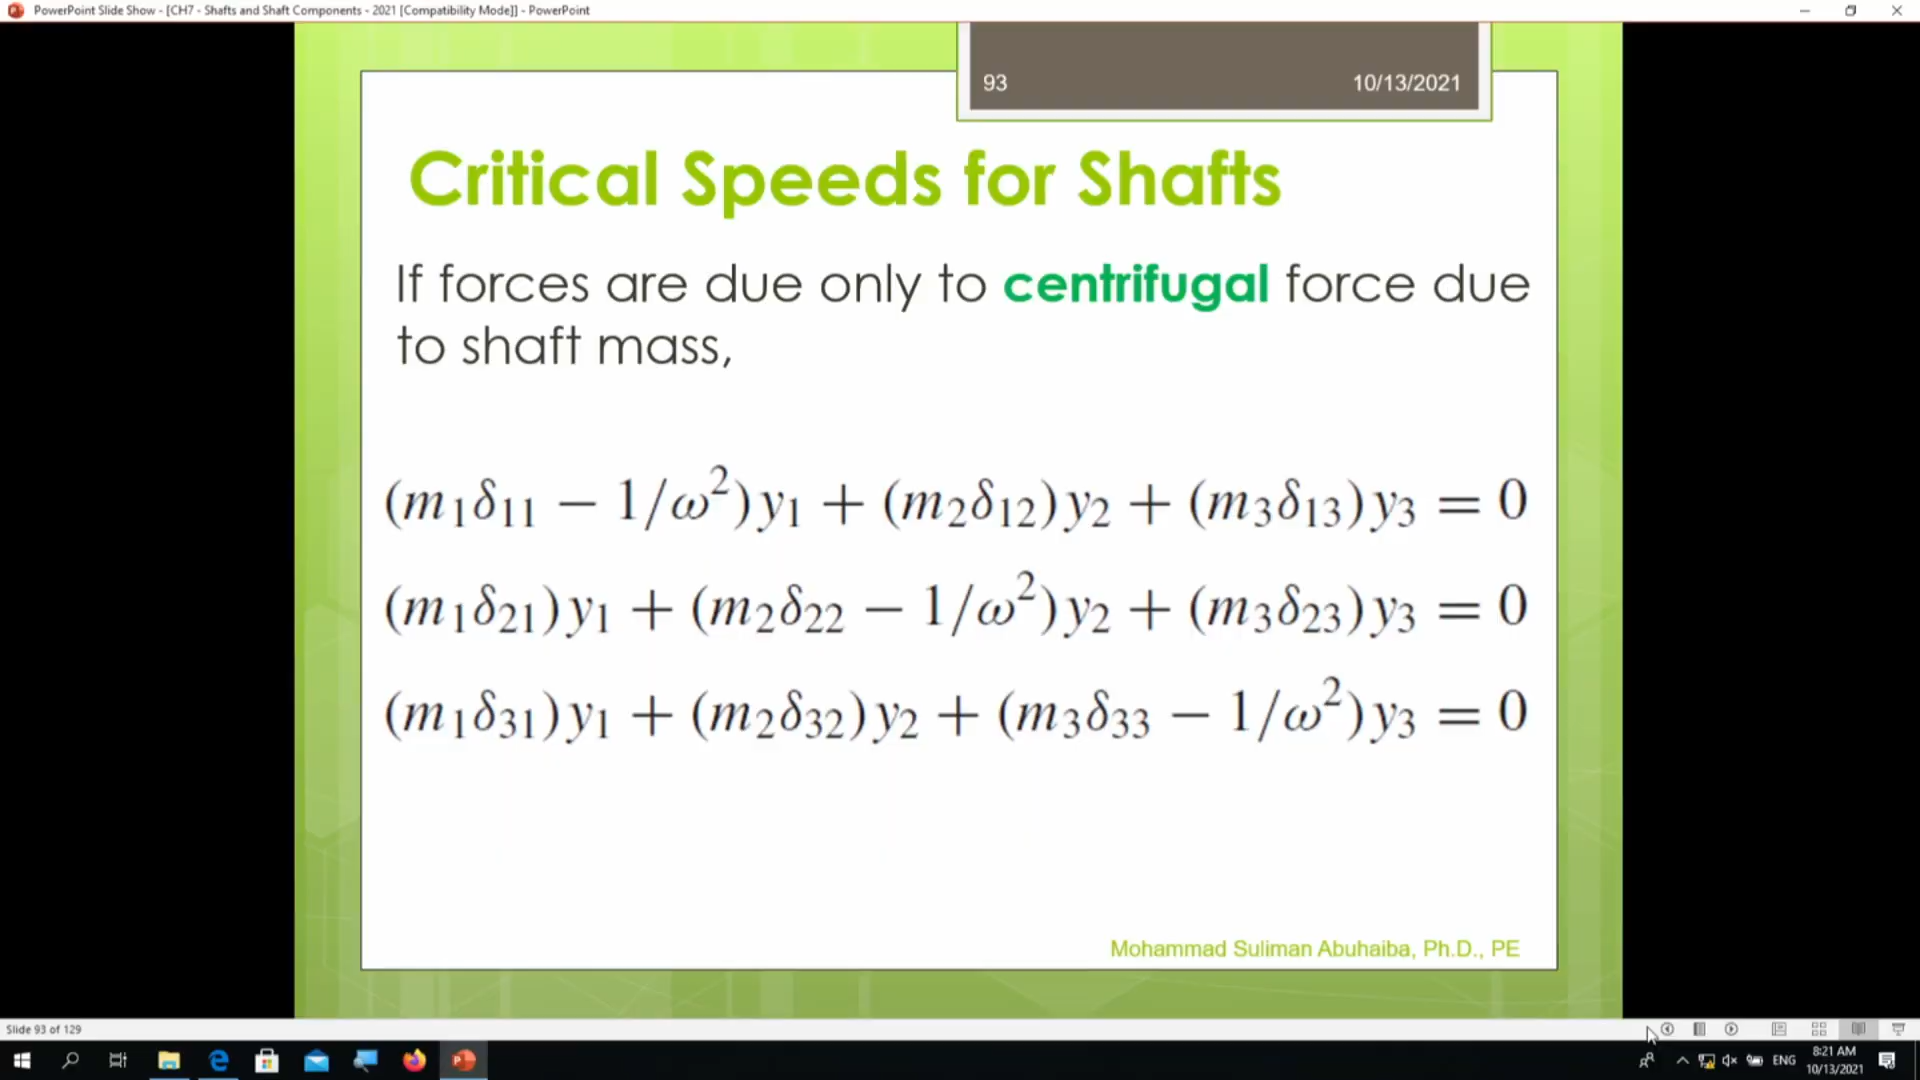 PowerPoint Slide Show - [CH7 - Shafts and Shaft Components - 2021 [Compatibility Mode]] - PowerPoint
93
10/13/2021
Critical Speeds for Shafts
If forces are due only to centrifugal force due
to shaft mass,
(m₁δ₁₁ − 1/ω²)y₁ + (m₂δ₁₂)y₂ + (m₃δ₁₃)y₃ = 0
(m₁δ₂₁)y₁ + (m₂δ₂₂ − 1/ω²)y₂ + (m₃δ₂₃)y₃ = 0
(m₁δ₃₁)y₁ + (m₂δ₃₂)y₂ + (m₃δ₃₃ − 1/ω²)y₃ = 0
Mohammad Suliman Abuhaiba, Ph.D., PE
Slide 93 of 129
ENG
8:21 AM
10/13/2021